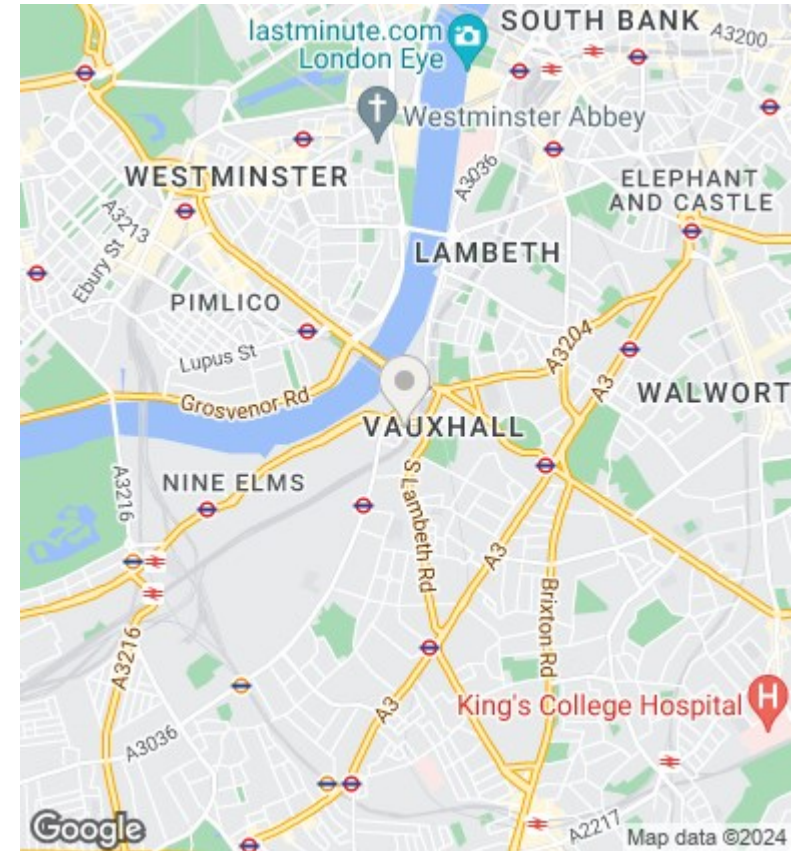 SOUTH BANK
A3200
lastminute.com
London Eye
Westminster Abbey
WESTMINSTER
A3036
ELEPHANT
AND CASTLE
A3213
Ebury St
LAMBETH
PIMLICO
Lupus St
A3204
Grosvenor Rd
A3
WALWORT
VAUXHALL
A3216
NINE ELMS
S Lambeth Rd
A3
Brixton Rd
A3216
King's College Hospital
H
A3
A3036
A2217
Google
Map data ©2024